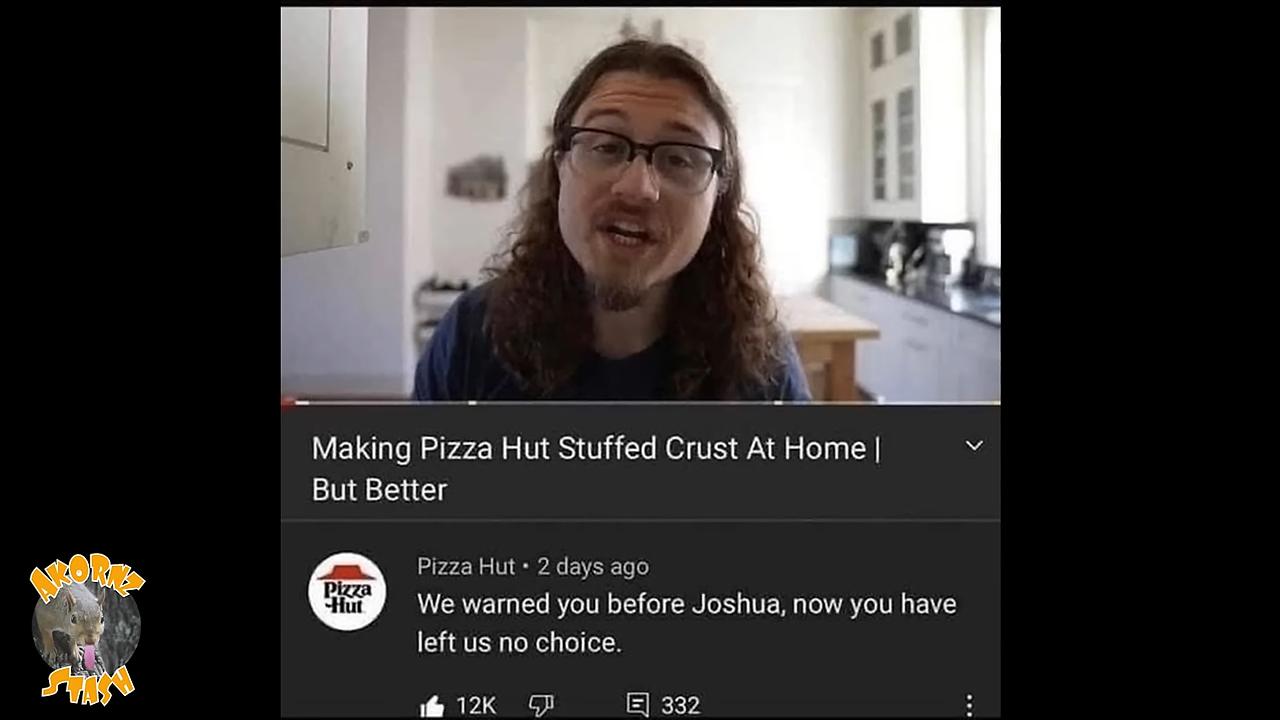 Making Pizza Hut Stuffed Crust At Home |
But Better
Pizza Hut • 2 days ago
We warned you before Joshua, now you have
left us no choice.
Pizza
Hut
12K
332
AKORNZ
STASH